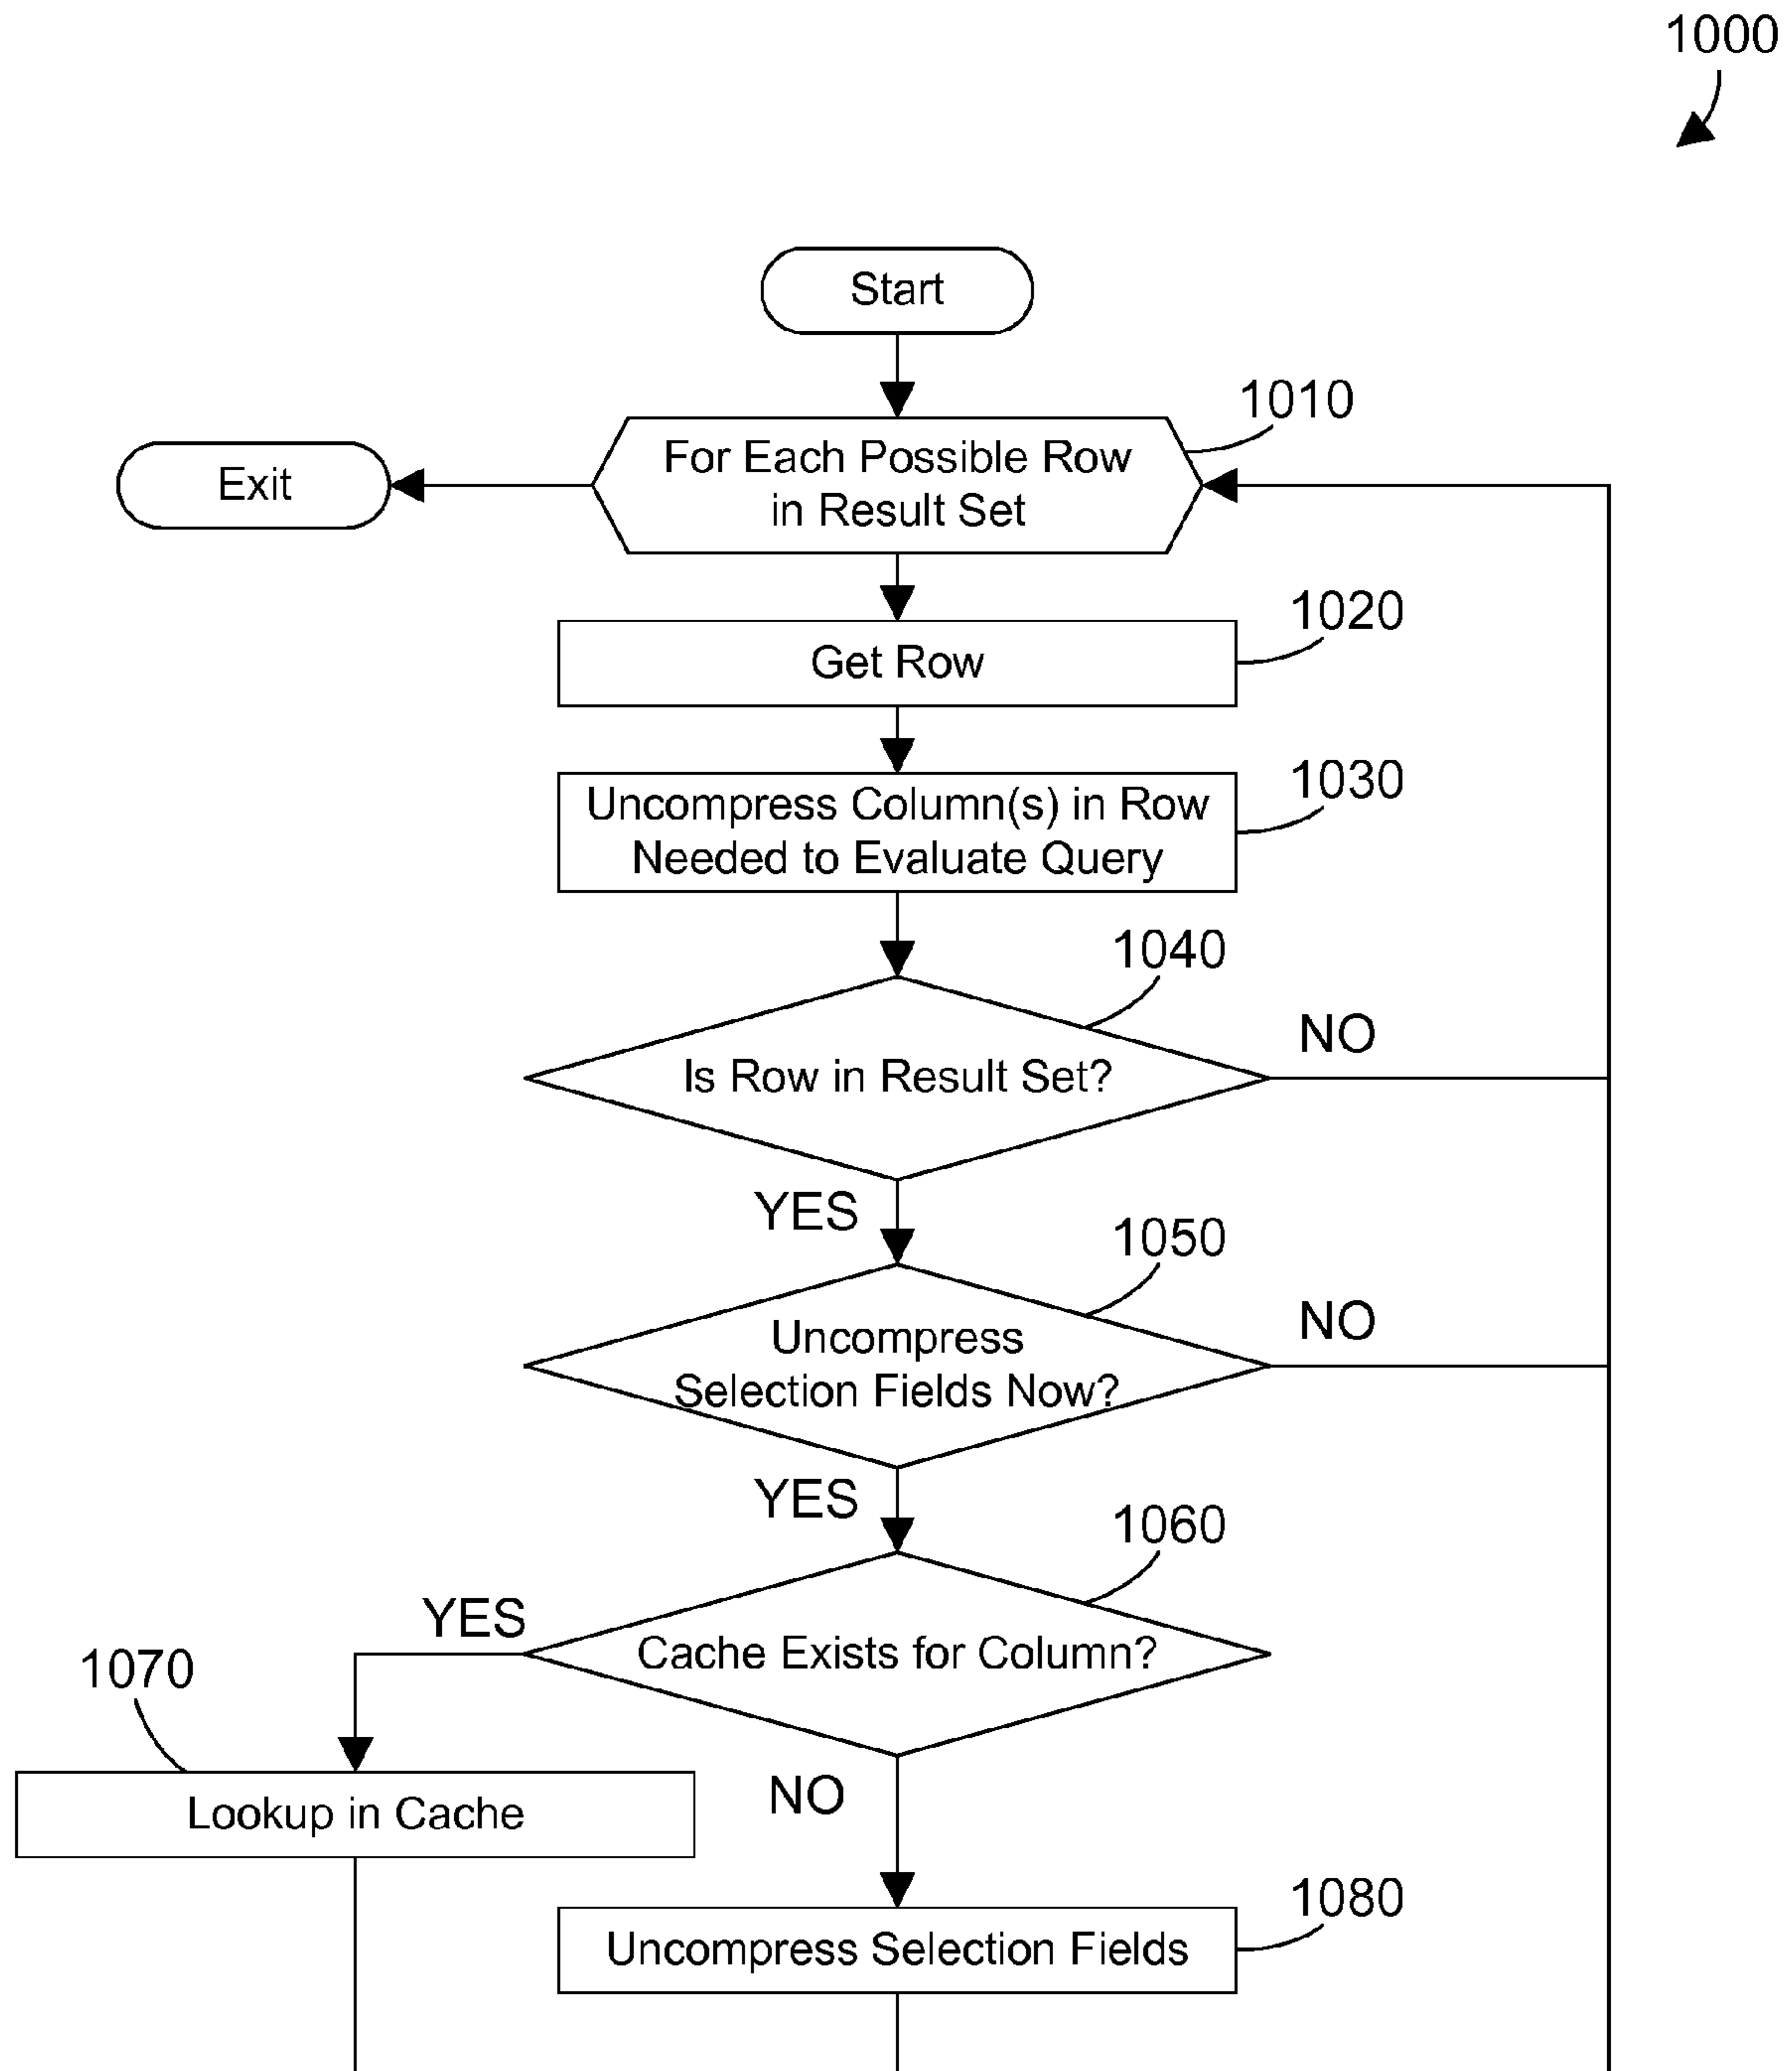 1000
Start
1010
For Each Possible Row
in Result Set
Exit
1020
Get Row
1030
Uncompress Column(s) in Row
Needed to Evaluate Query
1040
Is Row in Result Set?
NO
YES
1050
Uncompress
Selection Fields Now?
NO
YES
1060
Cache Exists for Column?
YES
1070
Lookup in Cache
NO
1080
Uncompress Selection Fields